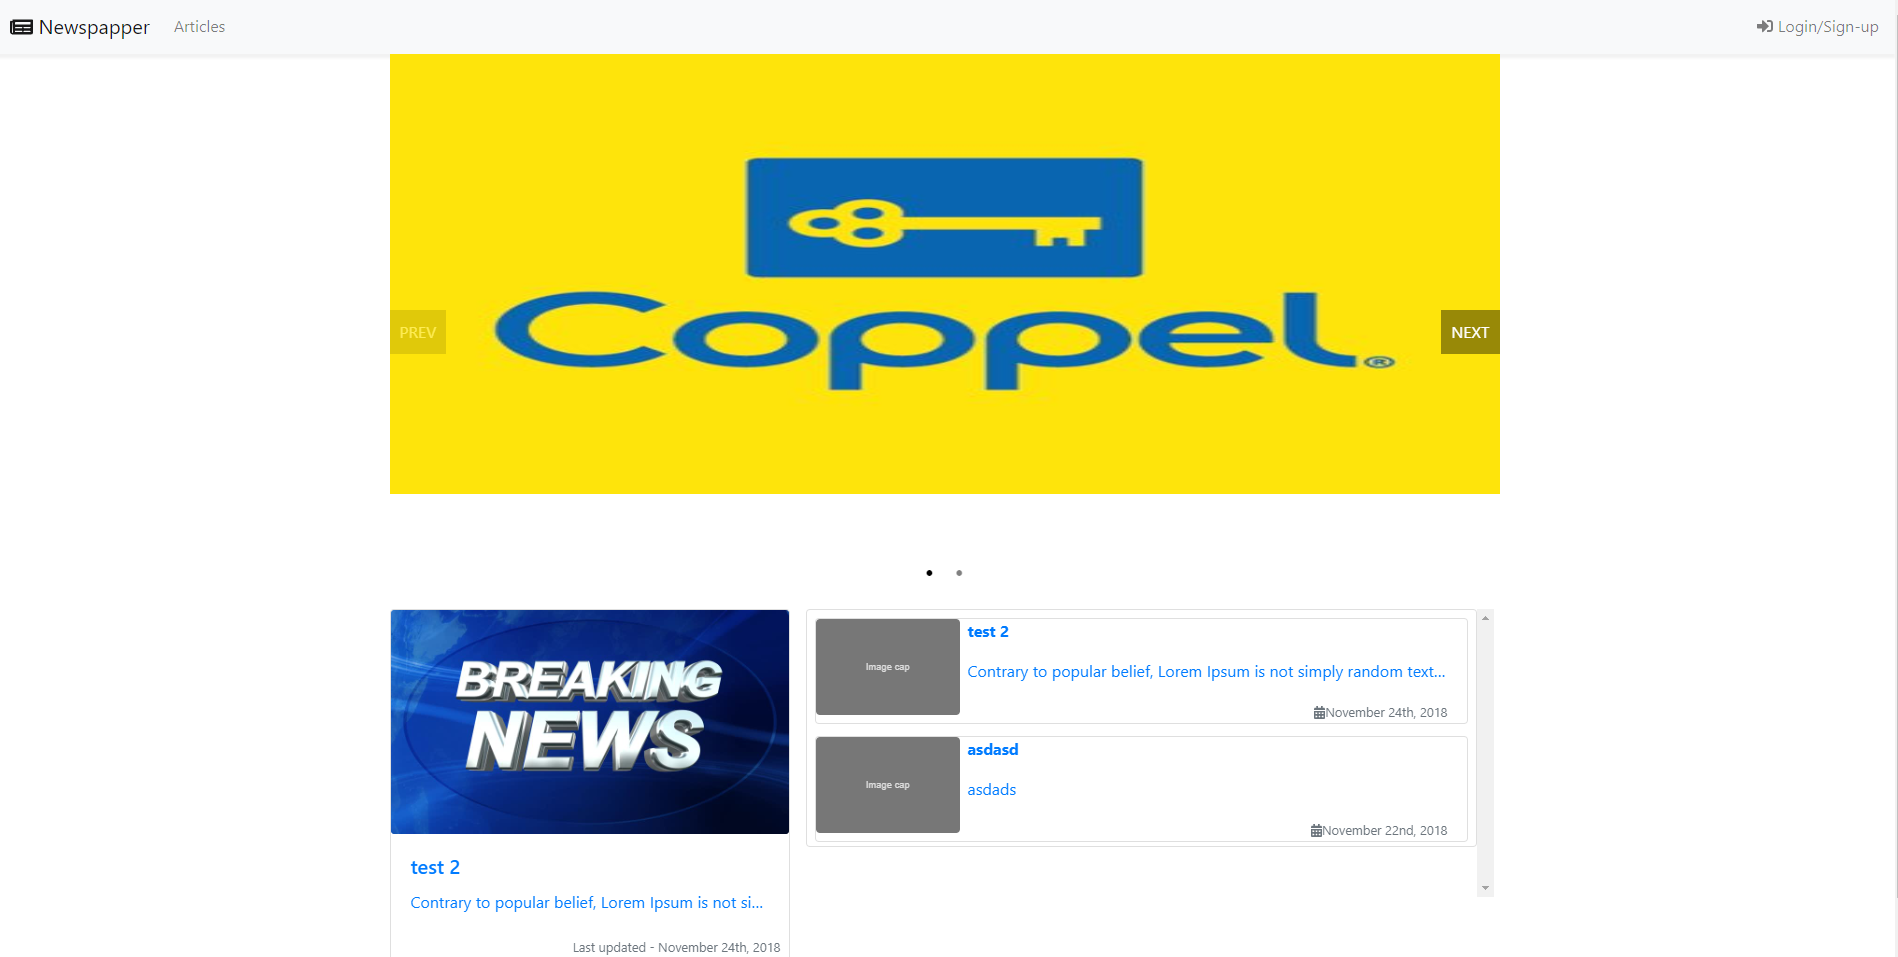 Newspapper Articles Login/Sign-up
Coppel®
PREV
NEXT
BREAKING
NEWS
test 2
Contrary to popular belief, Lorem Ipsum is not si...
Last updated - November 24th, 2018
Image cap
test 2
Contrary to popular belief, Lorem Ipsum is not simply random text...
November 24th, 2018
Image cap
asdasd
asdads
November 22nd, 2018